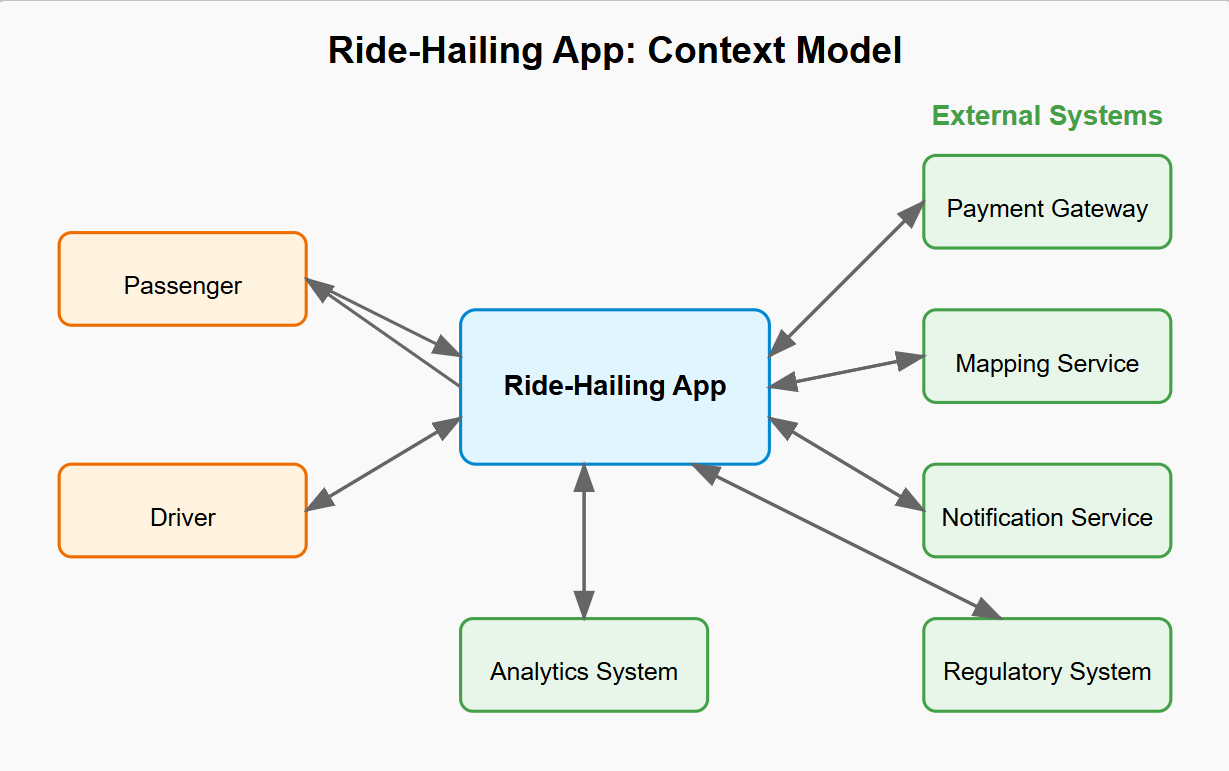 Ride-Hailing App: Context Model
External Systems
Payment Gateway
Passenger
Mapping Service
Ride-Hailing App
Driver
Notification Service
Analytics System
Regulatory System